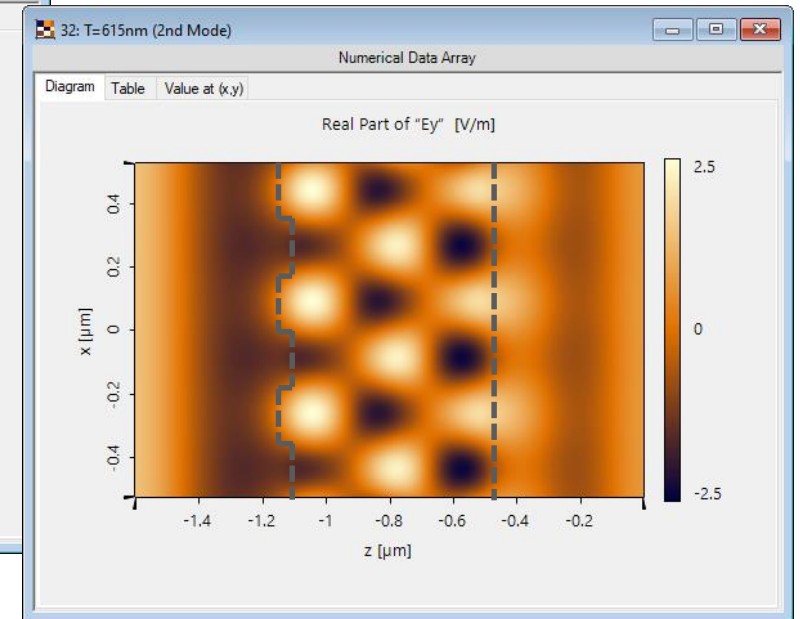 32: T=615nm (2nd Mode)
Numerical Data Array
Diagram Table Value at (x,y)
Real Part of "Ey" [V/m]
2.5
0
-2.5
0.4
0.2
0
-0.2
-0.4
x [µm]
-1.4 -1.2 -1 -0.8 -0.6 -0.4 -0.2
z [µm]